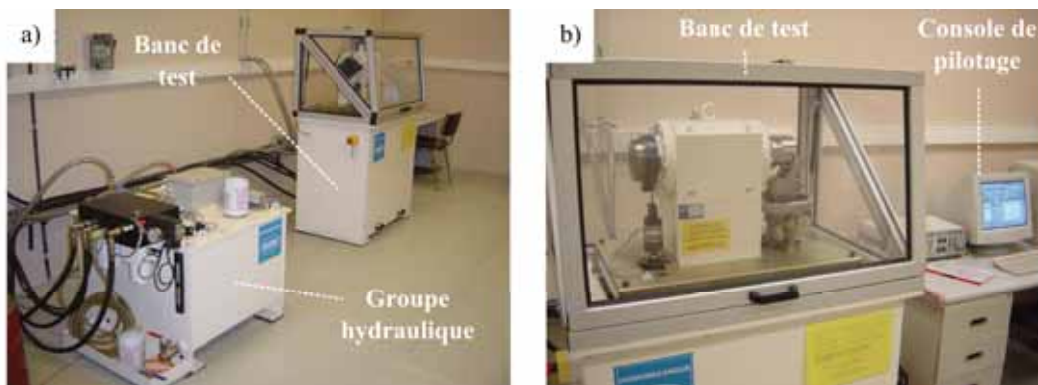 a)
Banc de
test
Groupe
hydraulique
b)
Banc de test
Console de
pilotage